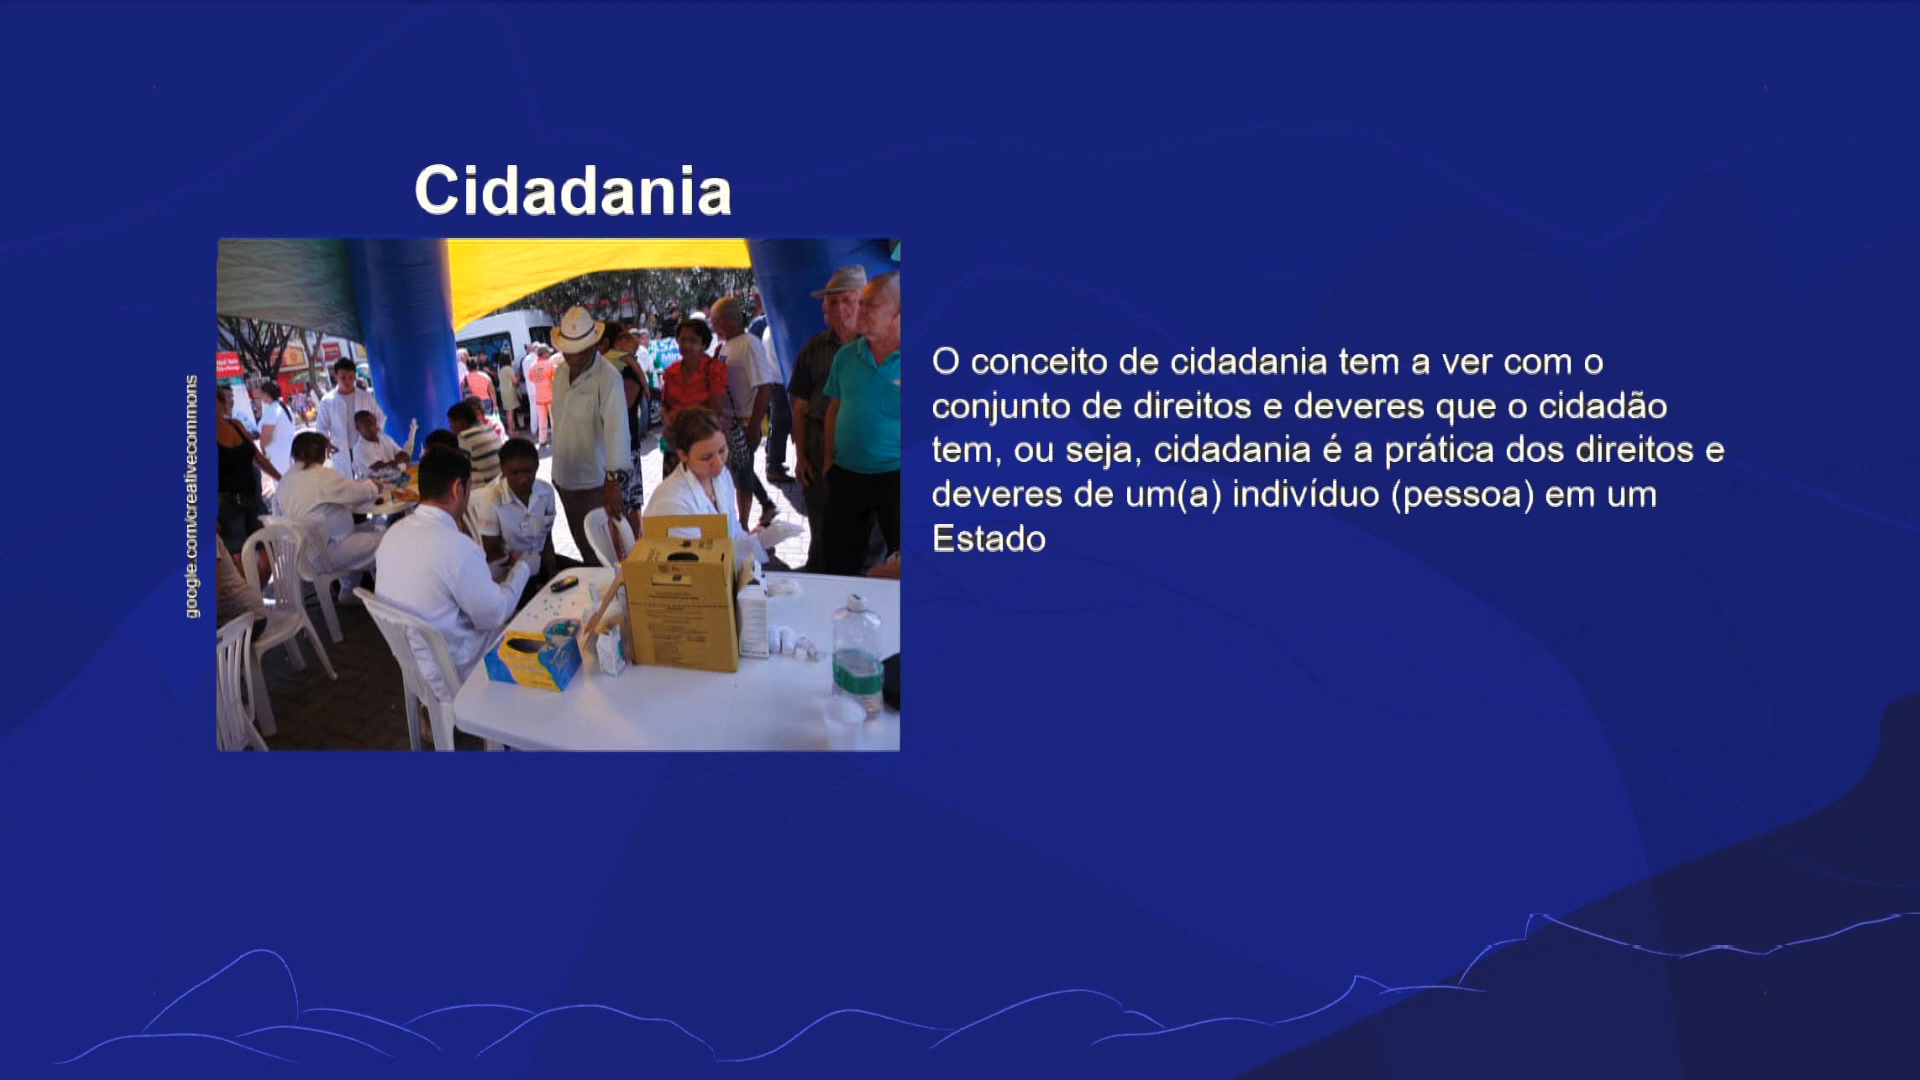 Cidadania
google.com/creativecommons
O conceito de cidadania tem a ver com o
conjunto de direitos e deveres que o cidadão
tem, ou seja, cidadania é a prática dos direitos e
deveres de um(a) indivíduo (pessoa) em um
Estado